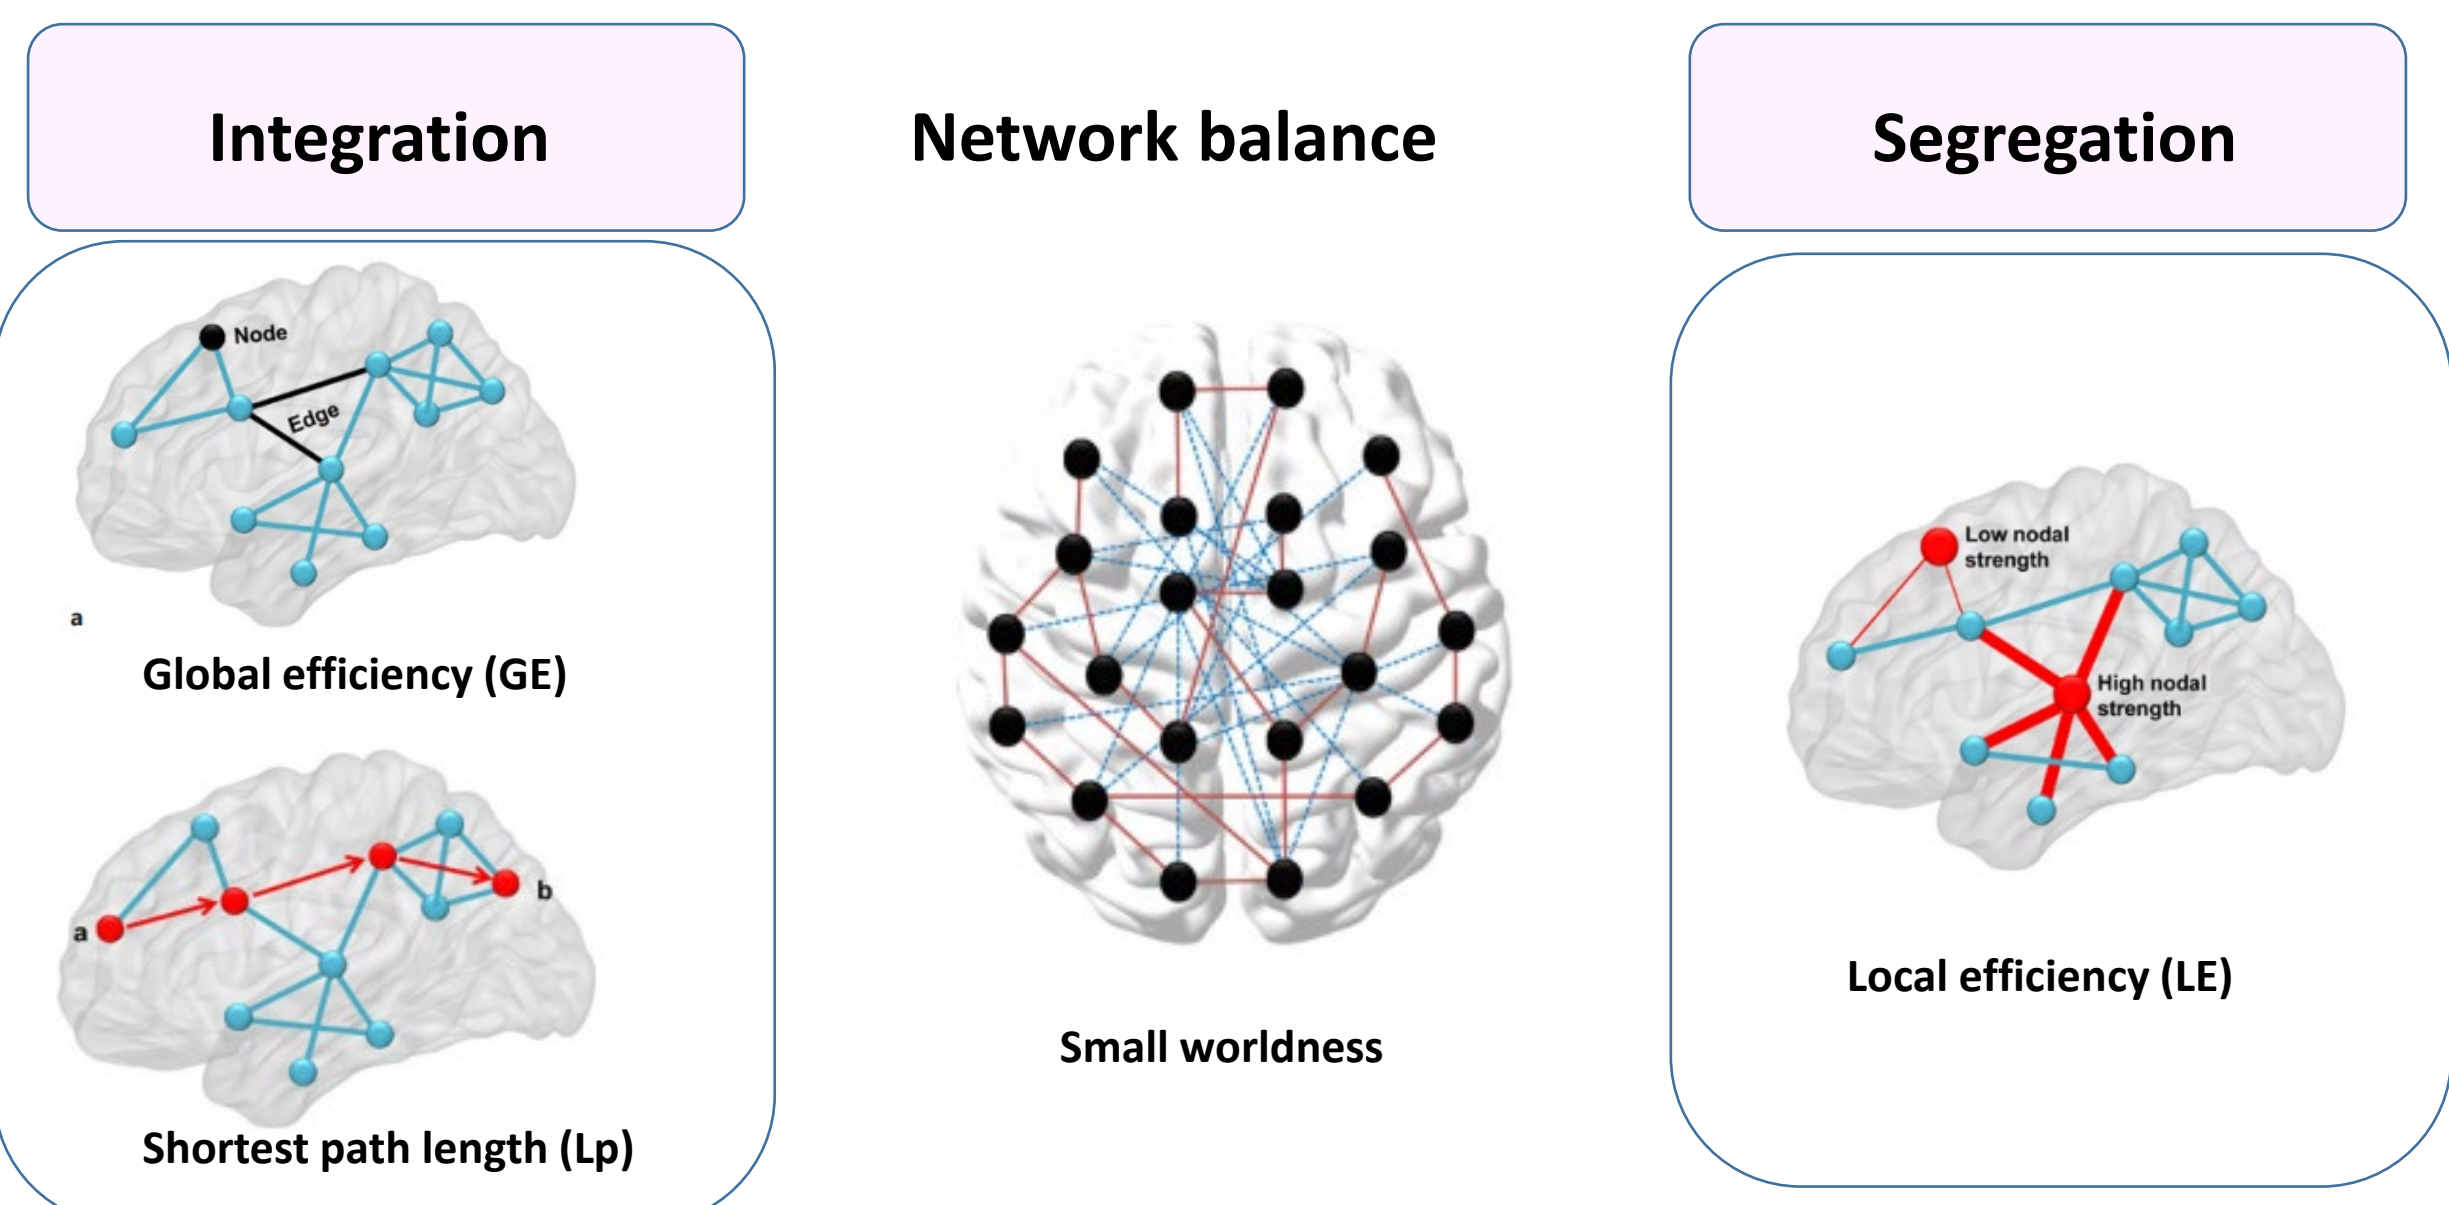 Integration
Network balance
Segregation
Node
Edge
a
Global efficiency (GE)
a
b
Shortest path length (Lp)
Small worldness
Low nodal
strength
High nodal
strength
Local efficiency (LE)